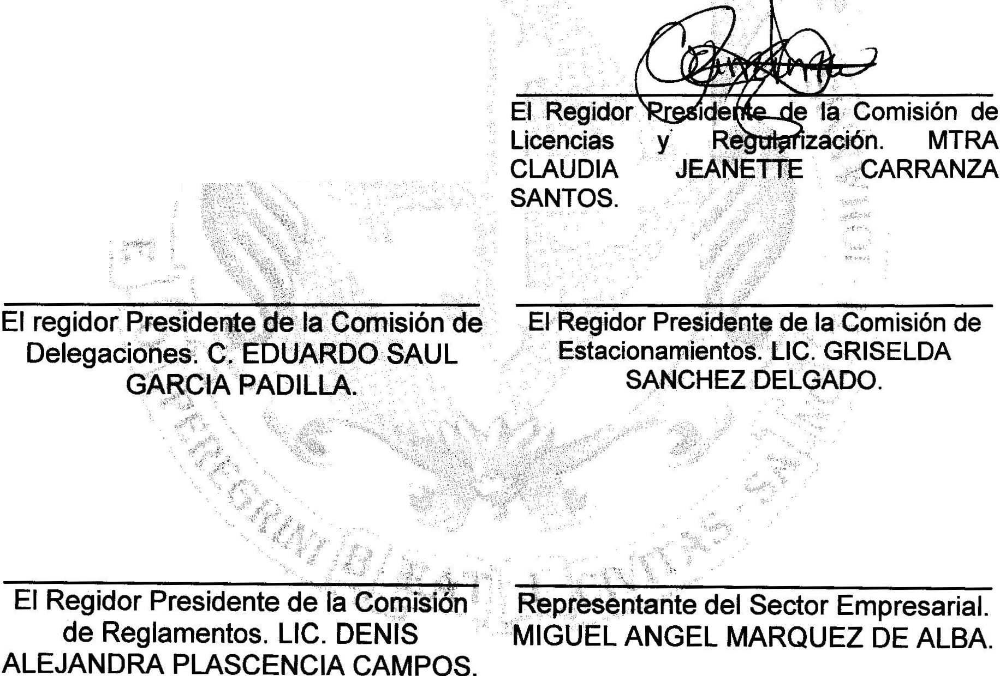 El Regidor Presidente de la Comisión de
Licencias y Regularización. MTRA
CLAUDIA JEANETTE CARRANZA
SANTOS.
El regidor Presidente de la Comisión de
Delegaciones. C. EDUARDO SAUL
GARCIA PADILLA.
El Regidor Presidente de la Comisión de
Estacionamientos. LIC. GRISELDA
SANCHEZ DELGADO.
El Regidor Presidente de la Comisión
de Reglamentos. LIC. DENIS
ALEJANDRA PLASCENCIA CAMPOS.
Representante del Sector Empresarial.
MIGUEL ANGEL MARQUEZ DE ALBA.